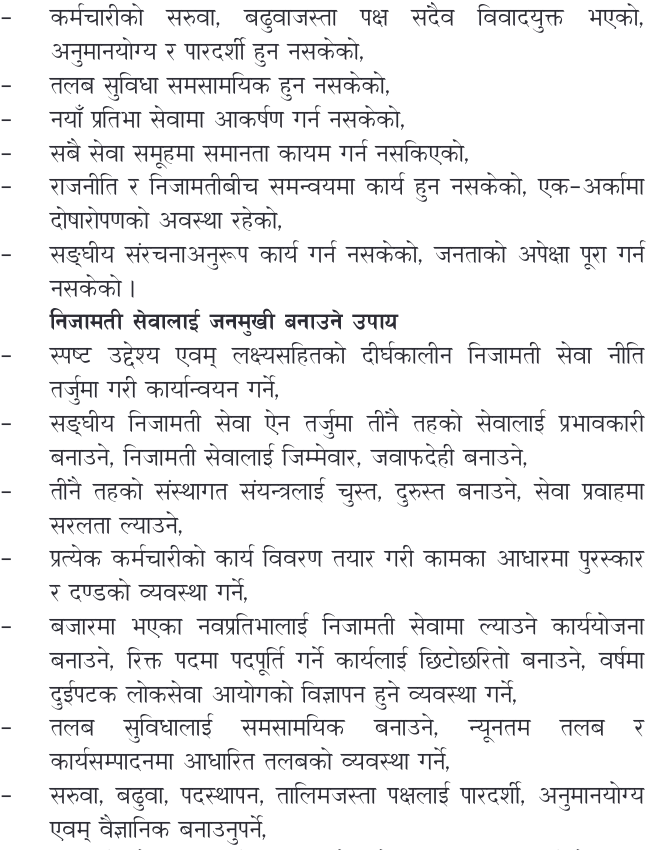 - कर्मचारीको सरुवा, बढुवाजस्ता पक्ष सदैव विवादयुक्त भएको,
अनुमानयोग्य र पारदर्शी हुन नसकेको,
- तलब सुविधा समसामयिक हुन नसकेको,
- नयाँ प्रतिभा सेवामा आकर्षण गर्न नसकेको,
- सबै सेवा समूहमा समानता कायम गर्न नसकिएको,
- राजनीति र निजामतीबीच समन्वयमा कार्य हुन नसकेको, एक-अर्कामा
दोषारोपणको अवस्था रहेको,
- सङ्घीय संरचनाअनुरूप कार्य गर्न नसकेको, जनताको अपेक्षा पूरा गर्न
नसकेको ।
निजामती सेवालाई जनमुखी बनाउने उपाय
- स्पष्ट उद्देश्य एवम् लक्ष्यसहितको दीर्घकालीन निजामती सेवा नीति
तर्जुमा गरी कार्यान्वयन गर्ने,
- सङ्घीय निजामती सेवा ऐन तर्जुमा तीनै तहको सेवालाई प्रभावकारी
बनाउने, निजामती सेवालाई जिम्मेवार, जवाफदेही बनाउने,
- तीनै तहको संस्थागत संयन्त्रलाई चुस्त, दुरुस्त बनाउने, सेवा प्रवाहमा
सरलता ल्याउने,
- प्रत्येक कर्मचारीको कार्य विवरण तयार गरी कामका आधारमा पुरस्कार
र दण्डको व्यवस्था गर्ने,
- बजारमा भएका नवप्रतिभालाई निजामती सेवामा ल्याउने कार्ययोजना
बनाउने, रिक्त पदमा पदपूर्ति गर्ने कार्यलाई छिटोछरितो बनाउने, वर्षमा
दुईपटक लोकसेवा आयोगको विज्ञापन हुने व्यवस्था गर्ने,
- तलब सुविधालाई समसामयिक बनाउने, न्यूनतम तलब र
कार्यसम्पादनमा आधारित तलबको व्यवस्था गर्ने,
- सरुवा, बढुवा, पदस्थापन, तालिमजस्ता पक्षलाई पारदर्शी, अनुमानयोग्य
एवम् वैज्ञानिक बनाउनुपर्ने,